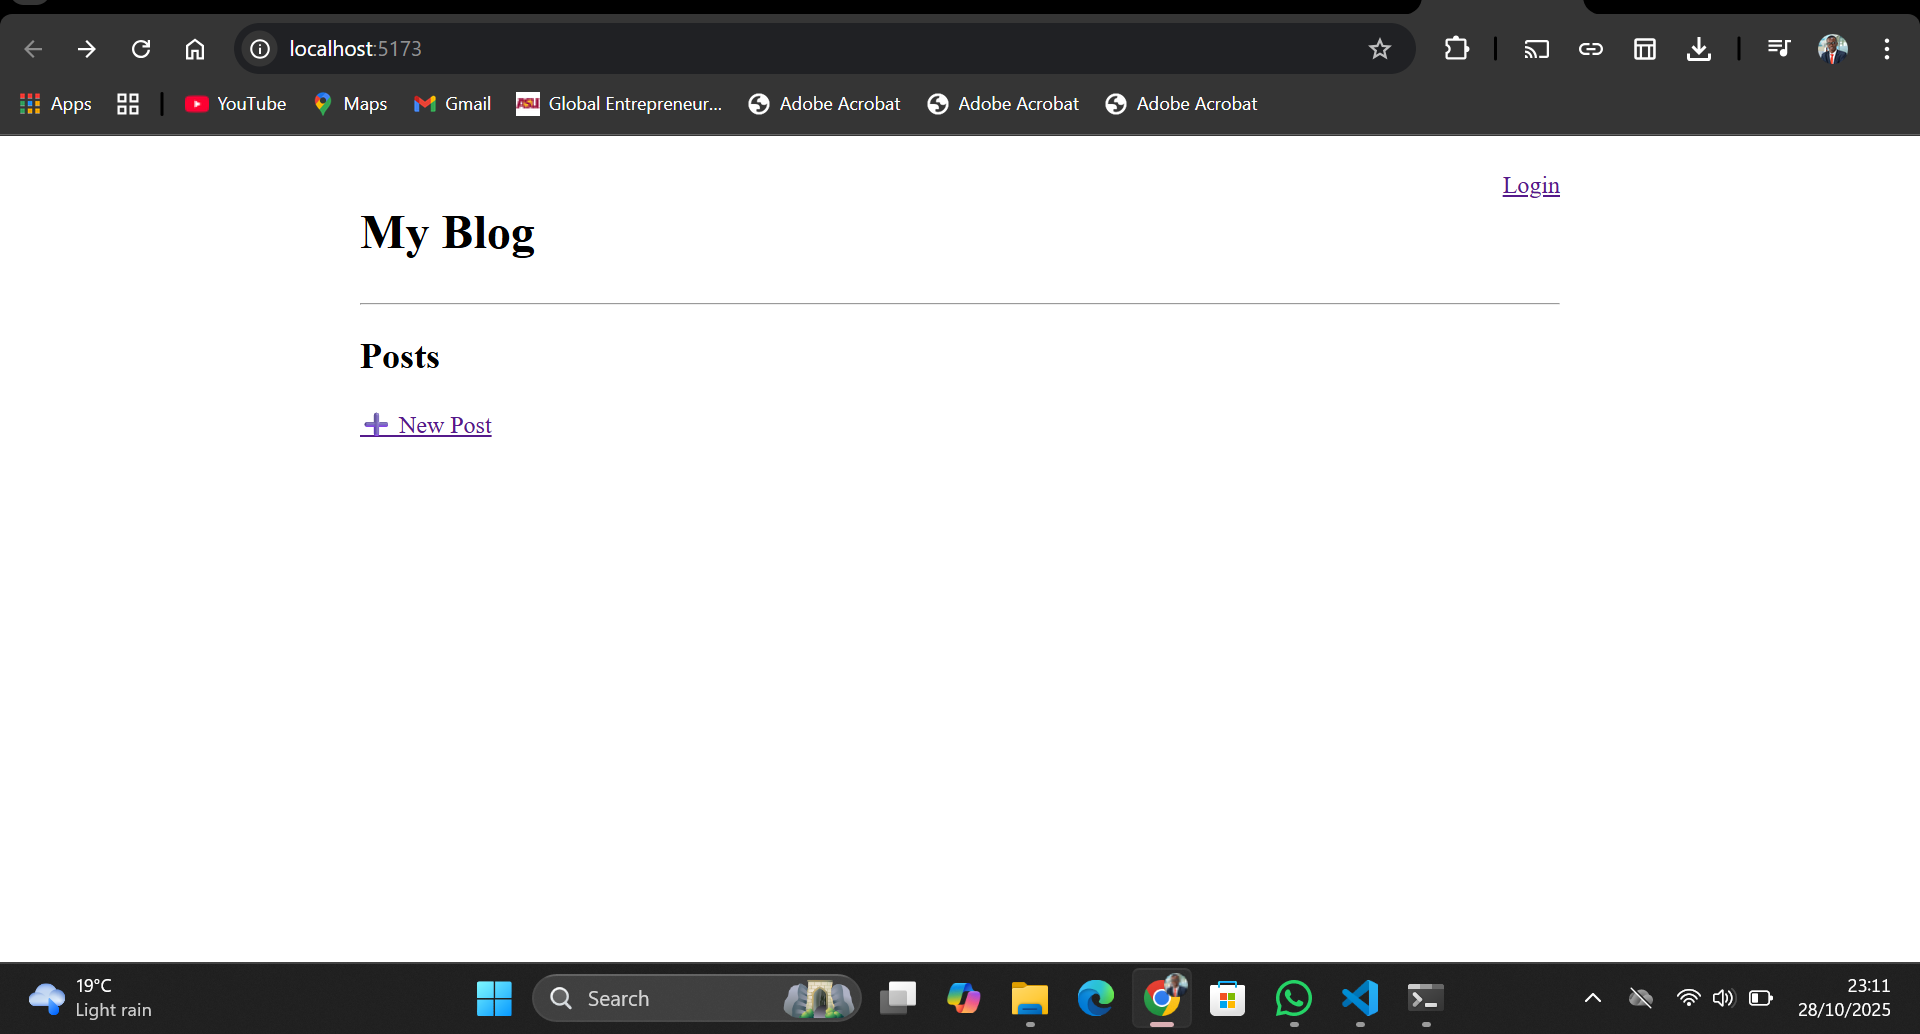 localhost:5173
Apps
YouTube
Maps
Gmail
ASU Global Entrepreneur...
Adobe Acrobat
Adobe Acrobat
Adobe Acrobat
Login
My Blog
Posts
➕ New Post
19°C
Light rain
Search
23:11
28/10/2025